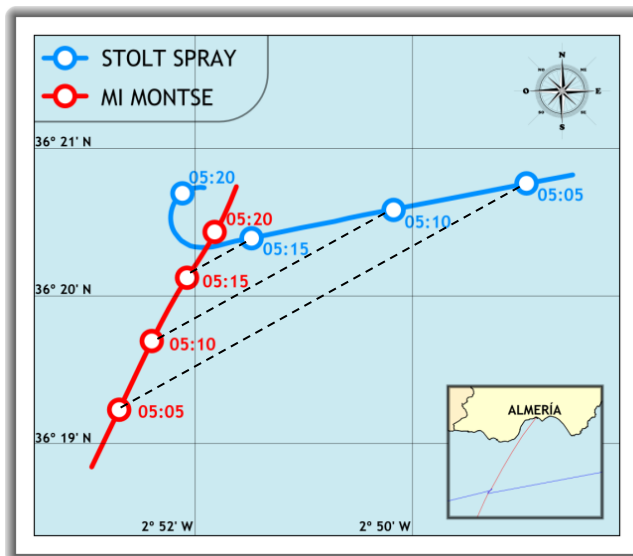 STOLT SPRAY
MI MONTSE
N
O
E
S
36° 21' N
05:20
05:05
05:20
05:10
05:15
05:15
36° 20' N
05:10
05:05
ALMERÍA
36° 19' N
2° 52' W
2° 50' W